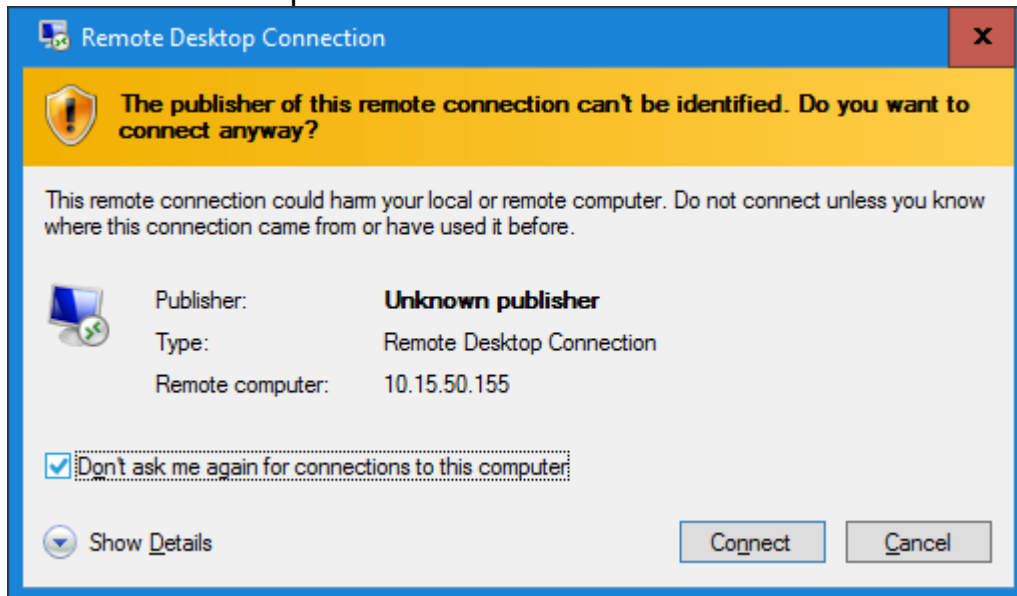 Remote Desktop Connection
x
The publisher of this remote connection can't be identified. Do you want to
connect anyway?
This remote connection could harm your local or remote computer. Do not connect unless you know
where this connection came from or have used it before.
Publisher: Unknown publisher
Type: Remote Desktop Connection
Remote computer: 10.15.50.155
Don't ask me again for connections to this computer
Show Details Connect Cancel